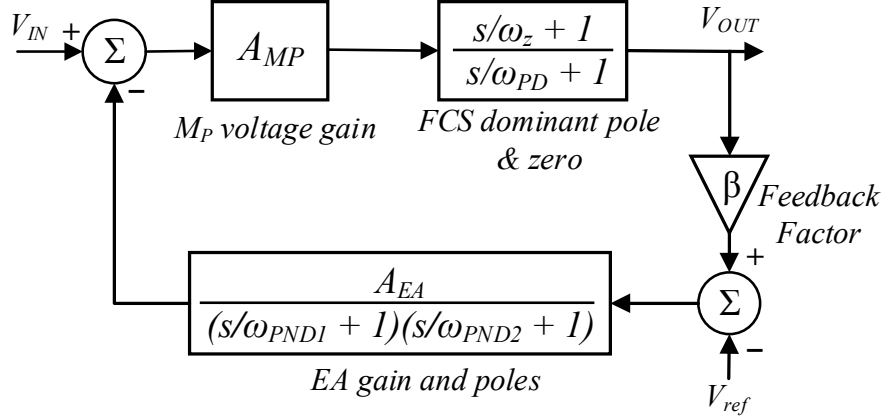 V_IN
+
Σ
−
A_MP
M_P voltage gain
s/ω_z + 1
s/ω_PD + 1
FCS dominant pole
& zero
V_OUT
β
Feedback
Factor
+
Σ
−
V_ref
A_EA
(s/ω_PND1 + 1)(s/ω_PND2 + 1)
EA gain and poles